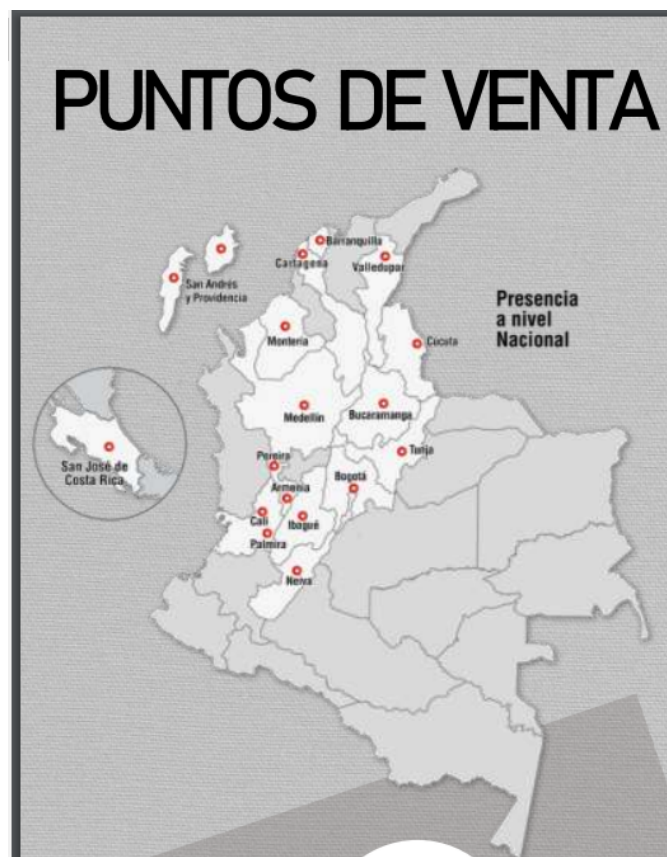 PUNTOS DE VENTA
Barranquilla
Cartagena
Valledupar
San Andrés
y Providencia
Presencia
a nivel
Nacional
Montería
Cúcuta
Medellín
Bucaramanga
San José de
Costa Rica
Pereira
Tunja
Armenia
Bogotá
Cali
Ibagué
Palmira
Neiva